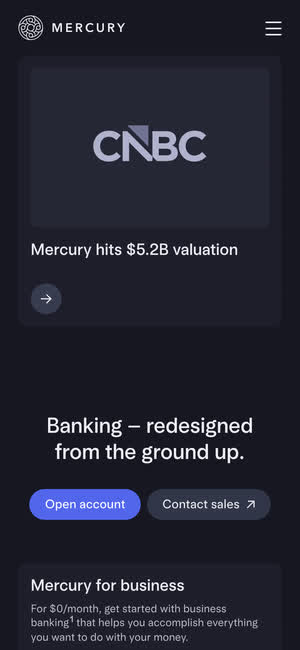 MERCURY
CNBC
Mercury hits $5.2B valuation
Banking – redesigned
from the ground up.
Open account
Contact sales
Mercury for business
For $0/month, get started with business
banking¹ that helps you accomplish everything
you want to do with your money.